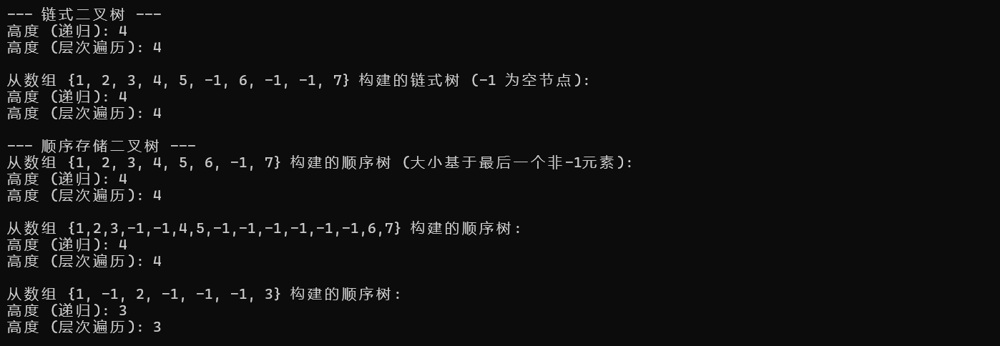 --- 链式二叉树 ---
高度 (递归): 4
高度 (层次遍历): 4
从数组 {1, 2, 3, 4, 5, -1, 6, -1, -1, 7} 构建的链式树 (-1 为空节点):
高度 (递归): 4
高度 (层次遍历): 4
--- 顺序存储二叉树 ---
从数组 {1, 2, 3, 4, 5, 6, -1, 7} 构建的顺序树 (大小基于最后一个非-1元素):
高度 (递归): 4
高度 (层次遍历): 4
从数组 {1,2,3,-1,-1,4,5,-1,-1,-1,-1,-1,-1,6,7} 构建的顺序树:
高度 (递归): 4
高度 (层次遍历): 4
从数组 {1, -1, 2, -1, -1, -1, 3} 构建的顺序树:
高度 (递归): 3
高度 (层次遍历): 3